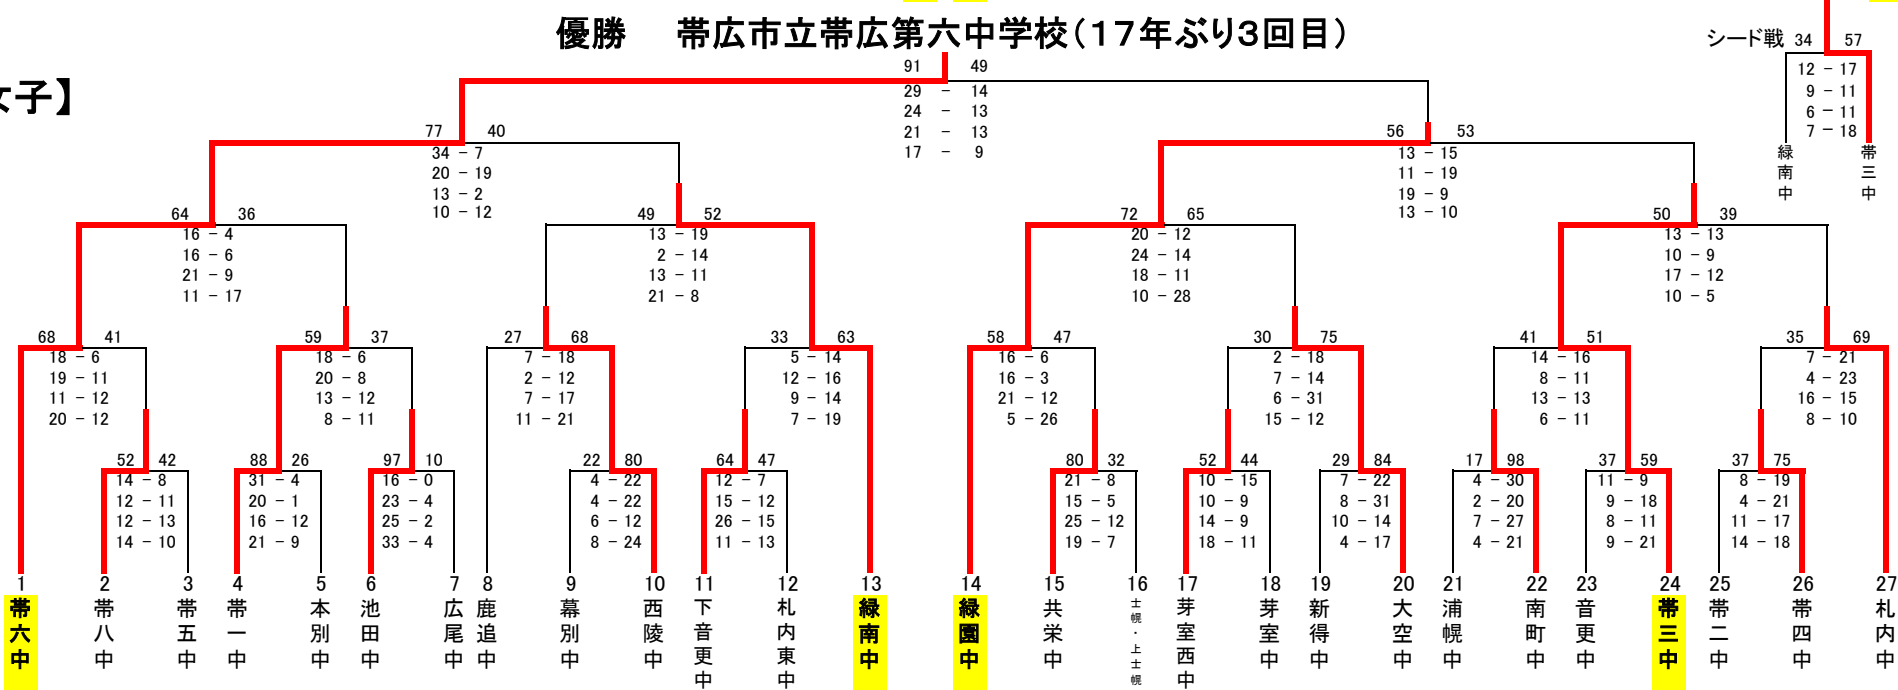 優勝 帯広市立帯広第六中学校（１７年ぶり３回目）
シード戦 34 57
12 - 17
9 - 11
6 - 11
7 - 18
緑南中
帯三中
女子】
91 49
29 - 14
24 - 13
21 - 13
17 - 9
77 40
34 - 7
20 - 19
13 - 2
10 - 12
56 53
13 - 15
11 - 19
19 - 9
13 - 10
64 36
16 - 4
16 - 6
21 - 9
11 - 17
49 52
13 - 19
2 - 14
13 - 11
21 - 8
72 65
20 - 12
24 - 14
18 - 11
10 - 28
50 39
13 - 13
10 - 9
17 - 12
10 - 5
68 41
18 - 6
19 - 11
11 - 12
20 - 12
59 37
18 - 6
20 - 8
13 - 12
8 - 11
27 68
7 - 18
2 - 12
7 - 17
11 - 21
33 63
5 - 14
12 - 16
9 - 14
7 - 19
58 47
16 - 6
16 - 3
21 - 12
5 - 26
30 75
2 - 18
7 - 14
6 - 31
15 - 12
41 51
14 - 16
8 - 11
13 - 13
6 - 11
35 69
7 - 21
4 - 23
16 - 15
8 - 10
52 42
14 - 8
12 - 11
12 - 13
14 - 10
88 26
31 - 4
20 - 1
16 - 12
21 - 9
97 10
16 - 0
23 - 4
25 - 2
33 - 4
22 80
4 - 22
4 - 22
6 - 12
8 - 24
64 47
12 - 7
15 - 12
26 - 15
11 - 13
80 32
21 - 8
15 - 5
25 - 12
19 - 7
52 44
10 - 15
10 - 9
14 - 9
18 - 11
29 84
7 - 22
8 - 31
10 - 14
4 - 17
17 98
4 - 30
2 - 20
7 - 27
4 - 21
37 59
11 - 9
9 - 18
8 - 11
9 - 21
37 75
8 - 19
4 - 21
11 - 17
14 - 18
1 帯六中
2 帯八中
3 帯五中
4 帯一中
5 本別中
6 池田中
7 広尾中
8 鹿追中
9 幕別中
10 西陵中
11 下音更中
12 札内東中
13 緑南中
14 緑園中
15 共栄中
16 士幌・上士幌
17 芽室西中
18 芽室中
19 新得中
20 大空中
21 浦幌中
22 南町中
23 音更中
24 帯三中
25 帯二中
26 帯四中
27 札内中